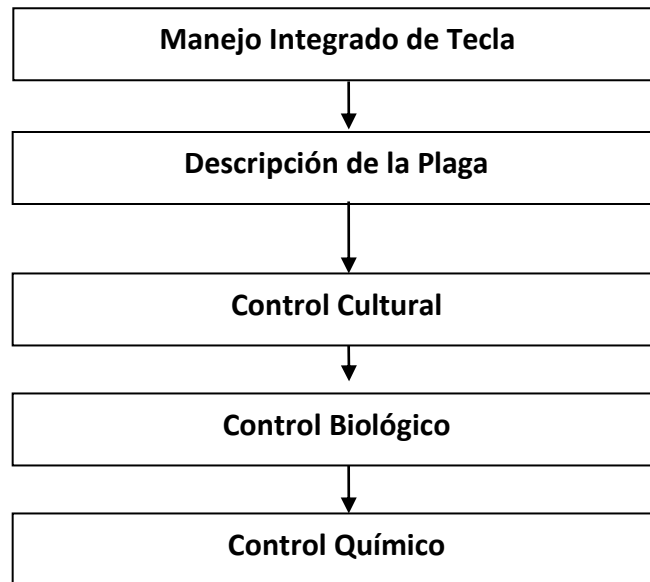 Manejo Integrado de Tecla
Descripción de la Plaga
Control Cultural
Control Biológico
Control Químico